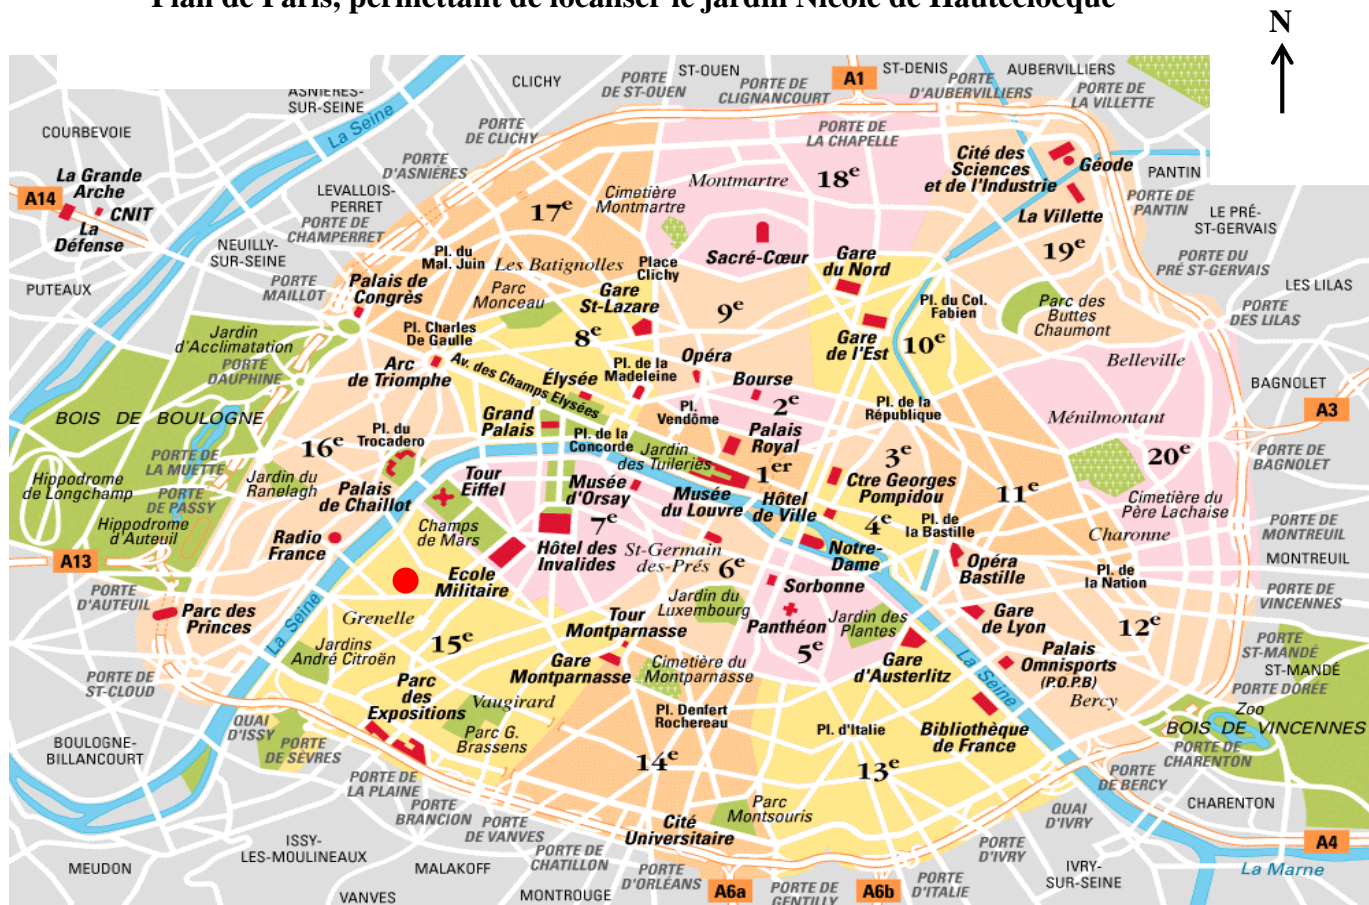 Plan de Paris, permettant de localiser le jardin Nicole de Hauteclocque
N
ASNIÈRES-
SUR-SEINE
CLICHY
PORTE
DE ST-OUEN
ST-OUEN
PORTE DE
CLIGNANCOURT
A1
ST-DENIS
PORTE
D'AUBERVILLIERS
AUBERVILLIERS
PORTE DE
LA VILLETTE
COURBEVOIE
La Seine
PORTE
DE CLICHY
PORTE DE
LA CHAPELLE
La Grande
Arche
A14
CNIT
La
Défense
PORTE
D'ASNIÈRES
LEVALLOIS-
PERRET
PORTE DE
CHAMPERRET
17e
Cimetière
Montmartre
Montmartre
18e
Cité des
Sciences
et de l'Industrie
Géode
La Villette
PANTIN
PORTE DE
PANTIN
LE PRÉ-
ST-GERVAIS
NEUILLY-
SUR-SEINE
PUTEAUX
PORTE
MAILLOT
Palais de
Congrès
Pl. du
Mal. Juin
Les Batignolles
Parc
Monceau
Place
Clichy
Gare
St-Lazare
Sacré-Cœur
Gare
du Nord
19e
PORTE DU
PRÉ ST-GERVAIS
LES LILAS
PORTE
DES LILAS
Jardin
d'Acclimatation
PORTE
DAUPHINE
Pl. Charles
De Gaulle
Arc
de Triomphe
8e
9e
Pl. du Col.
Fabien
Parc des
Buttes
Chaumont
Gare
de l'Est
10e
Belleville
Av. des Champs Elysées
Élysée
Pl. de la
Madeleine
Opéra
Bourse
2e
Pl. de la
République
Ménilmontant
BAGNOLET
A3
BOIS DE BOULOGNE
PORTE DE
LA MUETTE
16e
Pl. du
Trocadero
Grand
Palais
Pl. de la
Concorde
Pl.
Vendôme
Jardin
des Tuileries
Palais
Royal
1er
3e
20e
PORTE DE
BAGNOLET
Hippodrome
de Longchamp
PORTE
DE PASSY
Jardin du
Ranelagh
Palais
de Chaillot
Tour
Eiffel
Musée
d'Orsay
Musée
du Louvre
Hôtel
de Ville
Ctre Georges
Pompidou
11e
Cimetière du
Père Lachaise
Hippodrome
d'Auteuil
Radio
France
Champs
de Mars
7e
4e
Pl. de
la Bastille
Charonne
PORTE DE
MONTREUIL
MONTREUIL
A13
PORTE
D'AUTEUIL
Hôtel des
Invalides
St-Germain
des-Prés
6e
Notre-
Dame
Opéra
Bastille
Pl. de
la Nation
PORTE DE
VINCENNES
Ecole
Militaire
Sorbonne
Parc des
Princes
La Seine
Grenelle
Tour
Montparnasse
Jardin du
Luxembourg
Panthéon
Jardin des
Plantes
Gare
de Lyon
12e
15e
Jardins
André Citroën
Gare
Montparnasse
Cimetière du
Montparnasse
5e
Gare
d'Austerlitz
La Seine
Palais
Omnisports
(P.O.P.B)
PORTE
ST-MANDÉ
ST-MANDÉ
PORTE DE
ST-CLOUD
Parc
des
Expositions
Vaugirard
Parc G.
Brassens
Pl. Denfert
Rochereau
Pl. d'Italie
Bibliothèque
de France
Bercy
PORTE DORÉE
Zoo
BOIS DE VINCENNES
QUAI
D'ISSY
PORTE
DE SÈVRES
BOULOGNE-
BILLANCOURT
14e
13e
PORTE DE
CHARENTON
PORTE
DE BERCY
PORTE DE
LA PLAINE
PORTE
BRANCION
PORTE
DE VANVES
Cité
Universitaire
Parc
Montsouris
QUAI
D'IVRY
CHARENTON
A4
ISSY-
LES-MOULINEAUX
MEUDON
MALAKOFF
VANVES
MONTROUGE
PORTE DE
CHATILLON
PORTE
D'ORLÉANS
A6a
PORTE DE
GENTILLY
A6b
PORTE
D'ITALIE
PORTE
D'IVRY
IVRY-
SUR-SEINE
La Marne